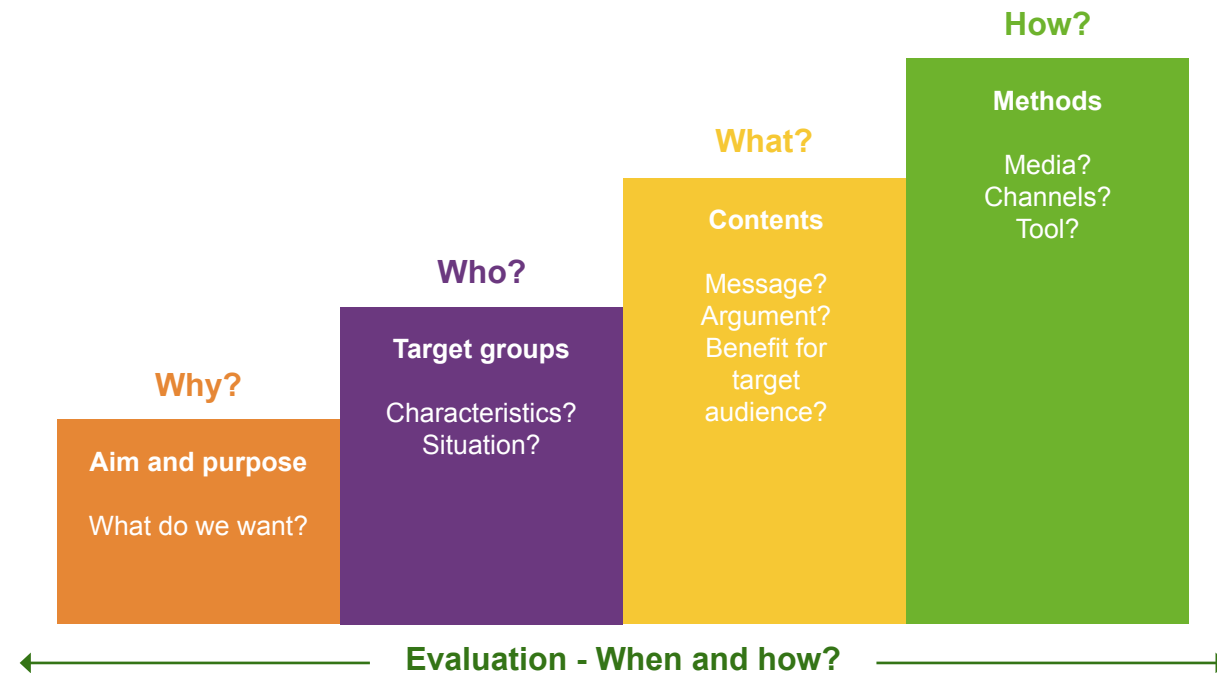 Why?
Aim and purpose
What do we want?
Who?
Target groups
Characteristics?
Situation?
What?
Contents
Message?
Argument?
Benefit for
target
audience?
How?
Methods
Media?
Channels?
Tool?
Evaluation - When and how?